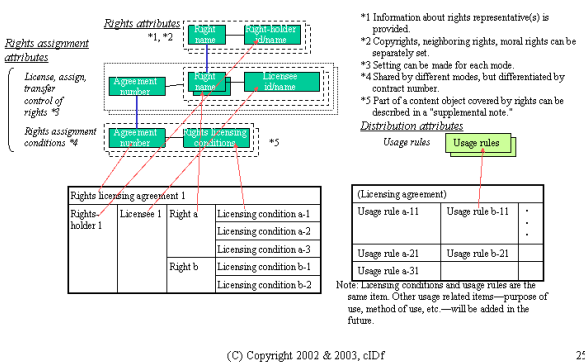 Rights attributes
*1, *2
Right name
Right-holder id/name
Rights assignment attributes
License, assign, transfer control of rights *3
Agreement number
Right name
Licensee id/name
Rights assignment conditions *4
Agreement number
Rights licensing conditions
*5
*1 Information about rights representative(s) is
provided.
*2 Copyrights, neighboring rights, moral rights can be
separately set.
*3 Setting can be made for each mode.
*4 Shared by different modes, but differentiated by
contract number.
*5 Part of a content object covered by rights can be
described in a "supplemental note."
Distribution attributes
Usage rules
Usage rules
Rights licensing agreement 1
Rights-holder 1
Licensee 1
Right a
Licensing condition a-1
Licensing condition a-2
Licensing condition a-3
Right b
Licensing condition b-1
Licensing condition b-2
(Licensing agreement)
Usage rule a-11
Usage rule b-11
Usage rule a-21
Usage rule b-21
Usage rule a-31
Note: Licensing conditions and usage rules are the
same item. Other usage related items—purpose of
use, method of use, etc.—will be added in the
future.
(C) Copyright 2002 & 2003, cIDf
25